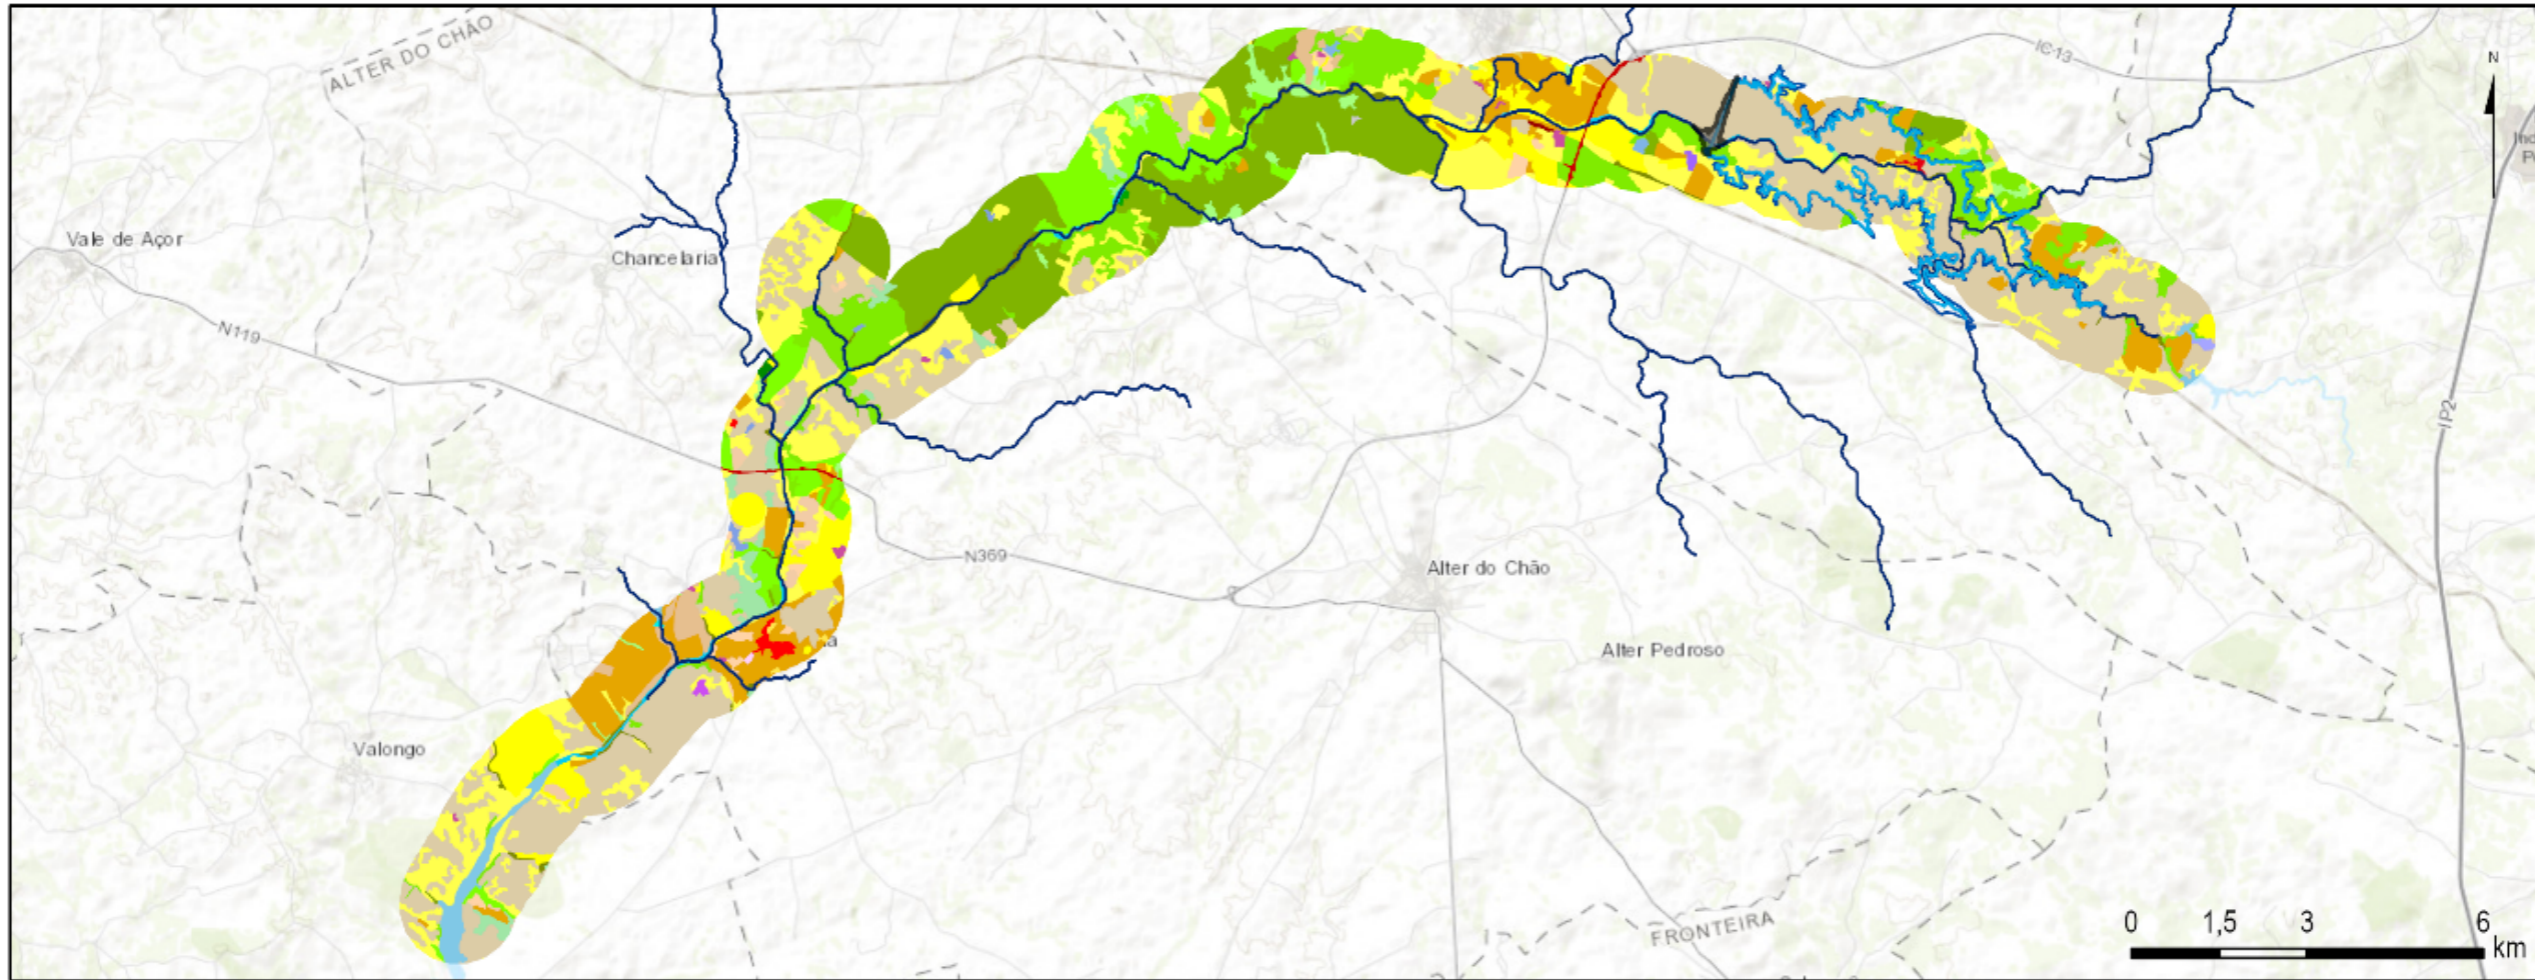 ALTER DO CHÃO
IC13
N
Vale de Açor
Chancelaria
N119
IP2
N369
Alter do Chão
Alter Pedroso
Valongo
FRONTEIRA
0 1,5 3 6
km